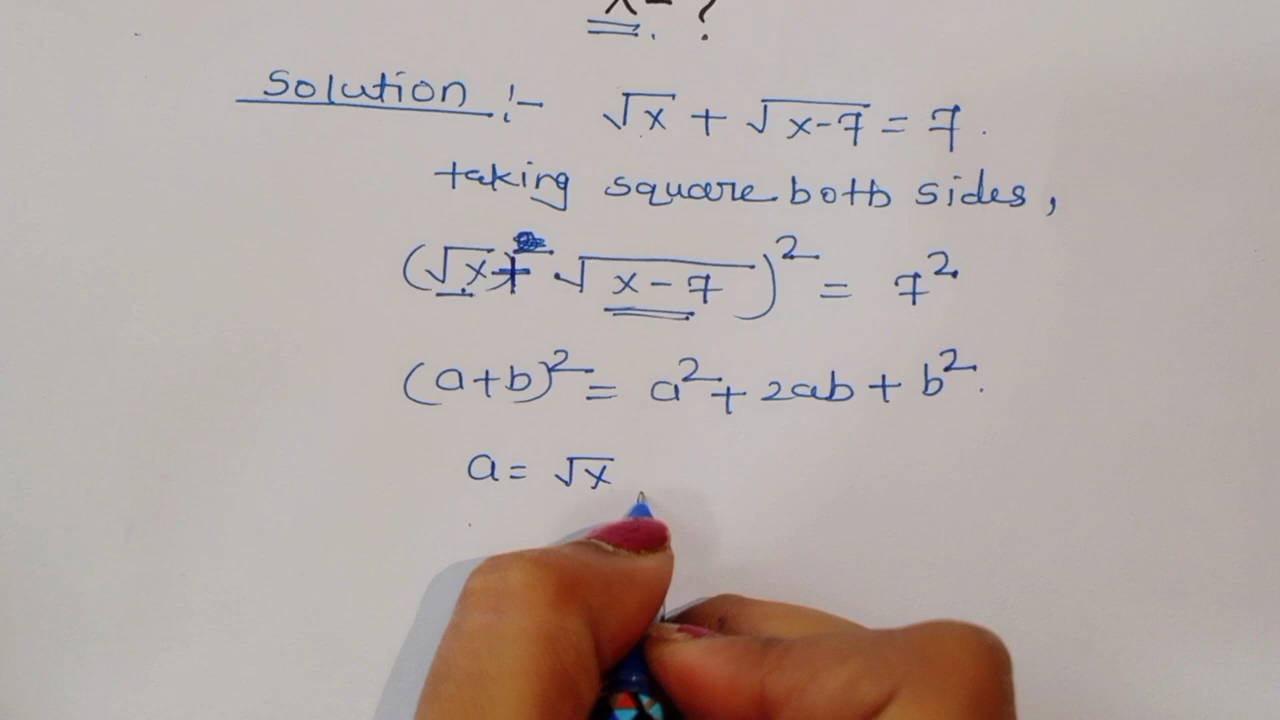 x = ?
Solution :- √x + √x-7 = 7.
taking square both sides,
(√x + √x-7)² = 7²
(a+b)² = a² + 2ab + b².
a = √x